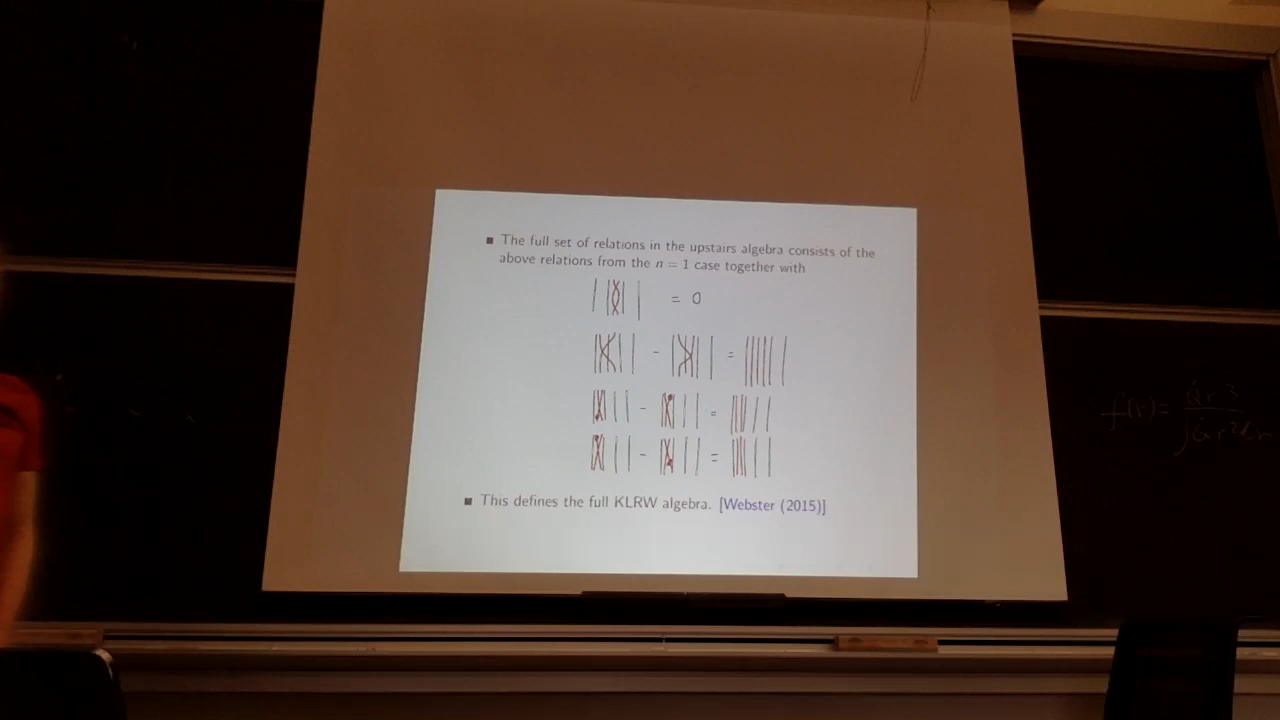 ■ The full set of relations in the upstairs algebra consists of the
above relations from the n = 1 case together with
= 0
- =
- =
- =
■ This defines the full KLRW algebra. [Webster (2015)]
f(r) =